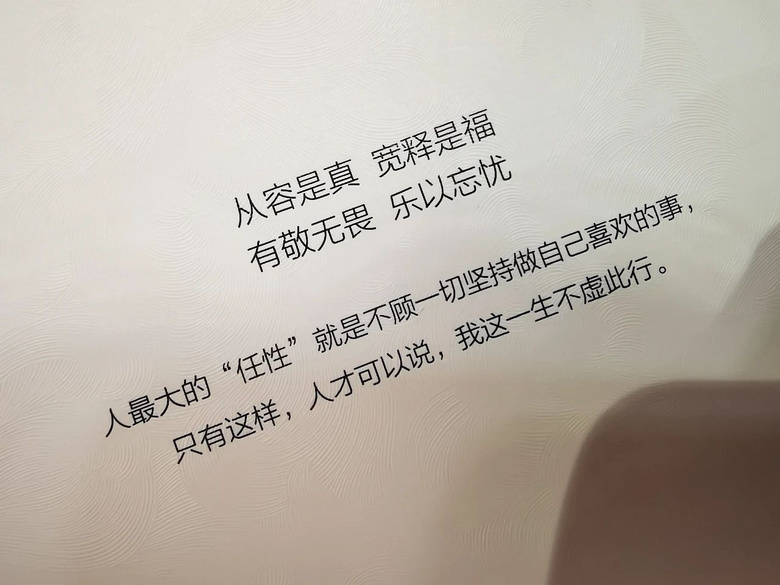 从容是真 宽释是福
有敬无畏 乐以忘忧
人最大的“任性”就是不顾一切坚持做自己喜欢的事，
只有这样，人才可以说，我这一生不虚此行。